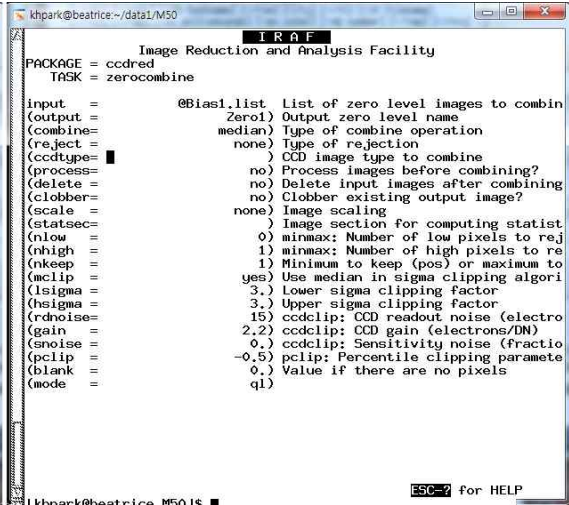 khpark@beatrice:~/data1/M50
I R A F
Image Reduction and Analysis Facility
PACKAGE = ccdred
TASK = zerocombine
input = @Bias1.list List of zero level images to combin
(output = Zero1) Output zero level name
(combine= median) Type of combine operation
(reject = none) Type of rejection
(ccdtype= ) CCD image type to combine
(process= no) Process images before combining?
(delete = no) Delete input images after combining
(clobber= no) Clobber existing output image?
(scale = none) Image scaling
(statsec= ) Image section for computing statist
(nlow = 0) minmax: Number of low pixels to rej
(nhigh = 1) minmax: Number of high pixels to re
(nkeep = 1) Minimum to keep (pos) or maximum to
(mclip = yes) Use median in sigma clipping algori
(lsigma = 3.) Lower sigma clipping factor
(hsigma = 3.) Upper sigma clipping factor
(rdnoise= 15) ccdclip: CCD readout noise (electro
(gain = 2.2) ccdclip: CCD gain (electrons/DN)
(snoise = 0.) ccdclip: Sensitivity noise (fractio
(pclip = -0.5) pclip: Percentile clipping paramete
(blank = 0.) Value if there are no pixels
(mode = ql)
ESC-? for HELP
[khpark@beatrice M50]$